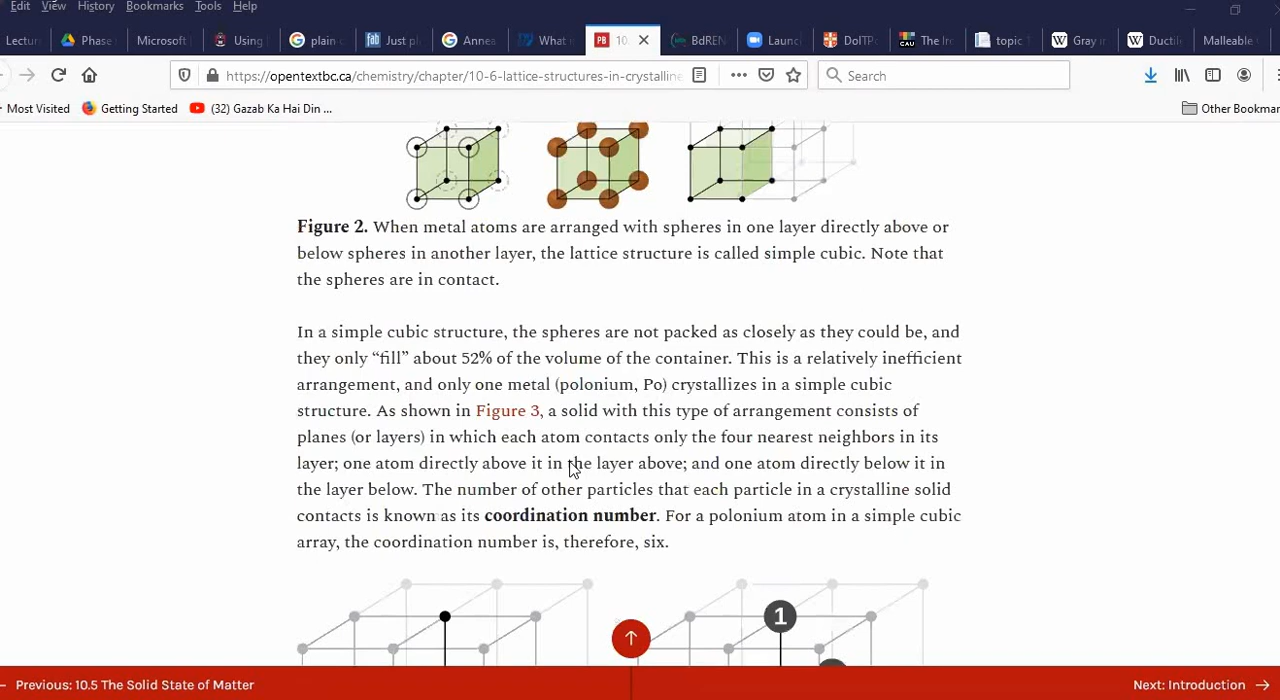 Edit View History Bookmarks Tools Help
Lectur Phase Microsoft Using G plain Just pl Annea What i 10. BdREN Launc DoITPo The Iro topic Gray ir Ductile Malleable
https://opentextbc.ca/chemistry/chapter/10-6-lattice-structures-in-crystalline Search
Most Visited Getting Started (32) Gazab Ka Hai Din ... Other Bookmar
Figure 2. When metal atoms are arranged with spheres in one layer directly above or
below spheres in another layer, the lattice structure is called simple cubic. Note that
the spheres are in contact.
In a simple cubic structure, the spheres are not packed as closely as they could be, and
they only “fill” about 52% of the volume of the container. This is a relatively inefficient
arrangement, and only one metal (polonium, Po) crystallizes in a simple cubic
structure. As shown in Figure 3, a solid with this type of arrangement consists of
planes (or layers) in which each atom contacts only the four nearest neighbors in its
layer; one atom directly above it in the layer above; and one atom directly below it in
the layer below. The number of other particles that each particle in a crystalline solid
contacts is known as its coordination number. For a polonium atom in a simple cubic
array, the coordination number is, therefore, six.
1
Previous: 10.5 The Solid State of Matter Next: Introduction →